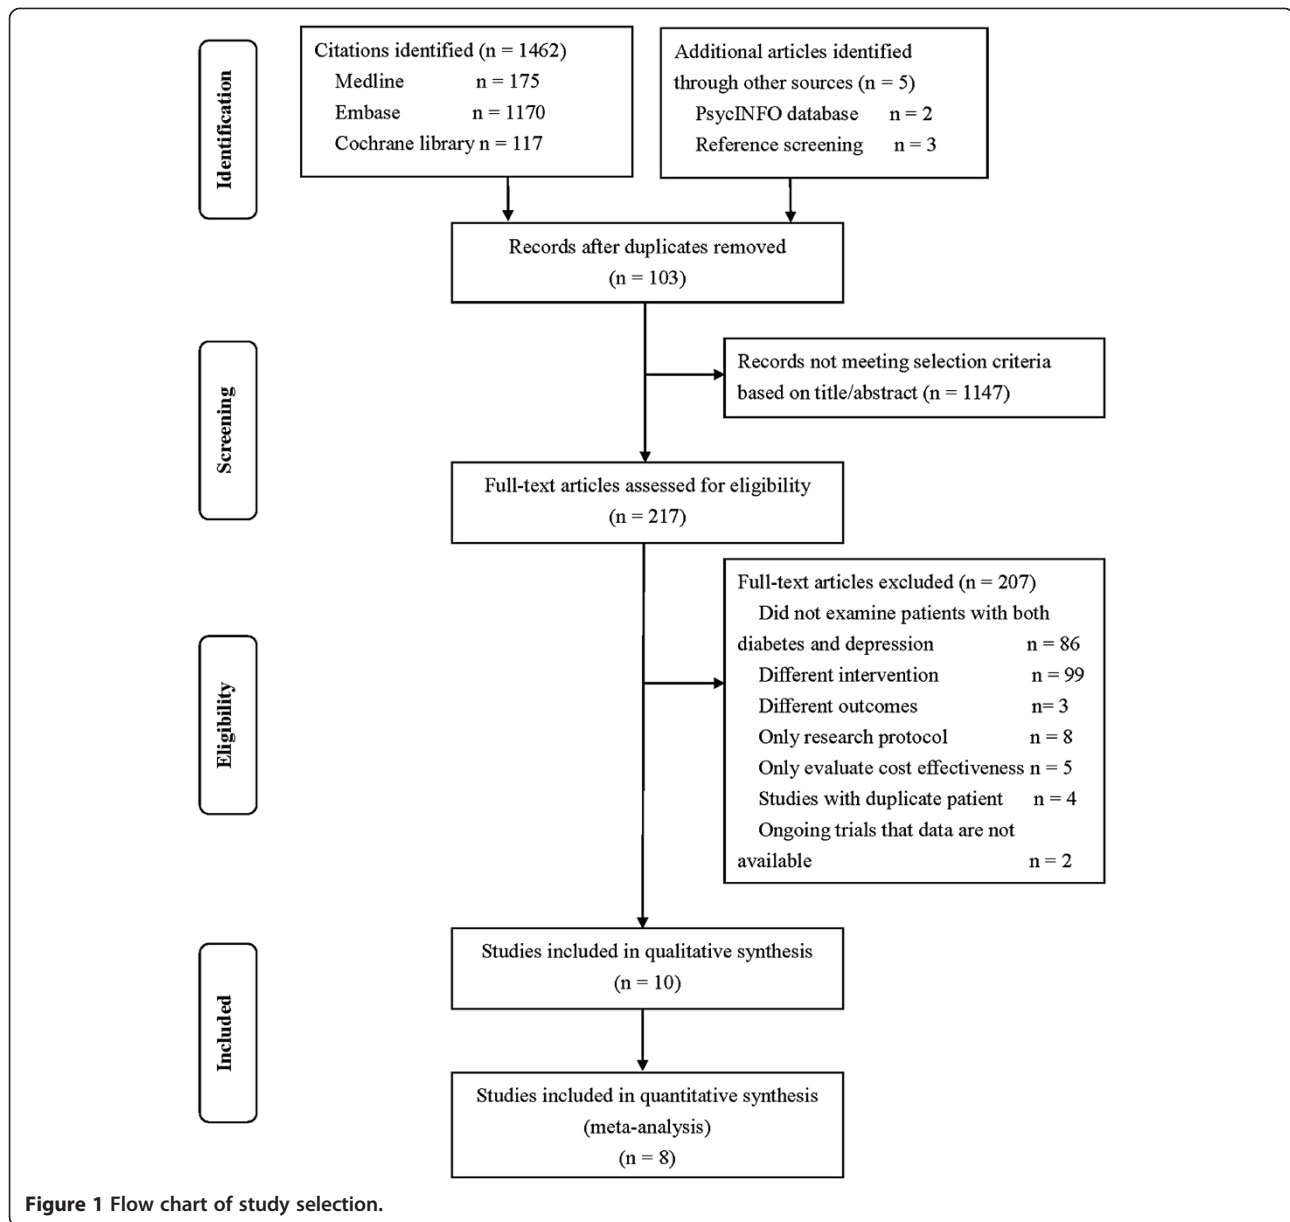 Identification
Citations identified (n = 1462)
Medline n = 175
Embase n = 1170
Cochrane library n = 117
Additional articles identified
through other sources (n = 5)
PsycINFO database n = 2
Reference screening n = 3
Records after duplicates removed
(n = 103)
Screening
Records not meeting selection criteria
based on title/abstract (n = 1147)
Full-text articles assessed for eligibility
(n = 217)
Eligibility
Full-text articles excluded (n = 207)
Did not examine patients with both
diabetes and depression n = 86
Different intervention n = 99
Different outcomes n= 3
Only research protocol n = 8
Only evaluate cost effectiveness n = 5
Studies with duplicate patient n = 4
Ongoing trials that data are not
available n = 2
Included
Studies included in qualitative synthesis
(n = 10)
Studies included in quantitative synthesis
(meta-analysis)
(n = 8)
Figure 1 Flow chart of study selection.